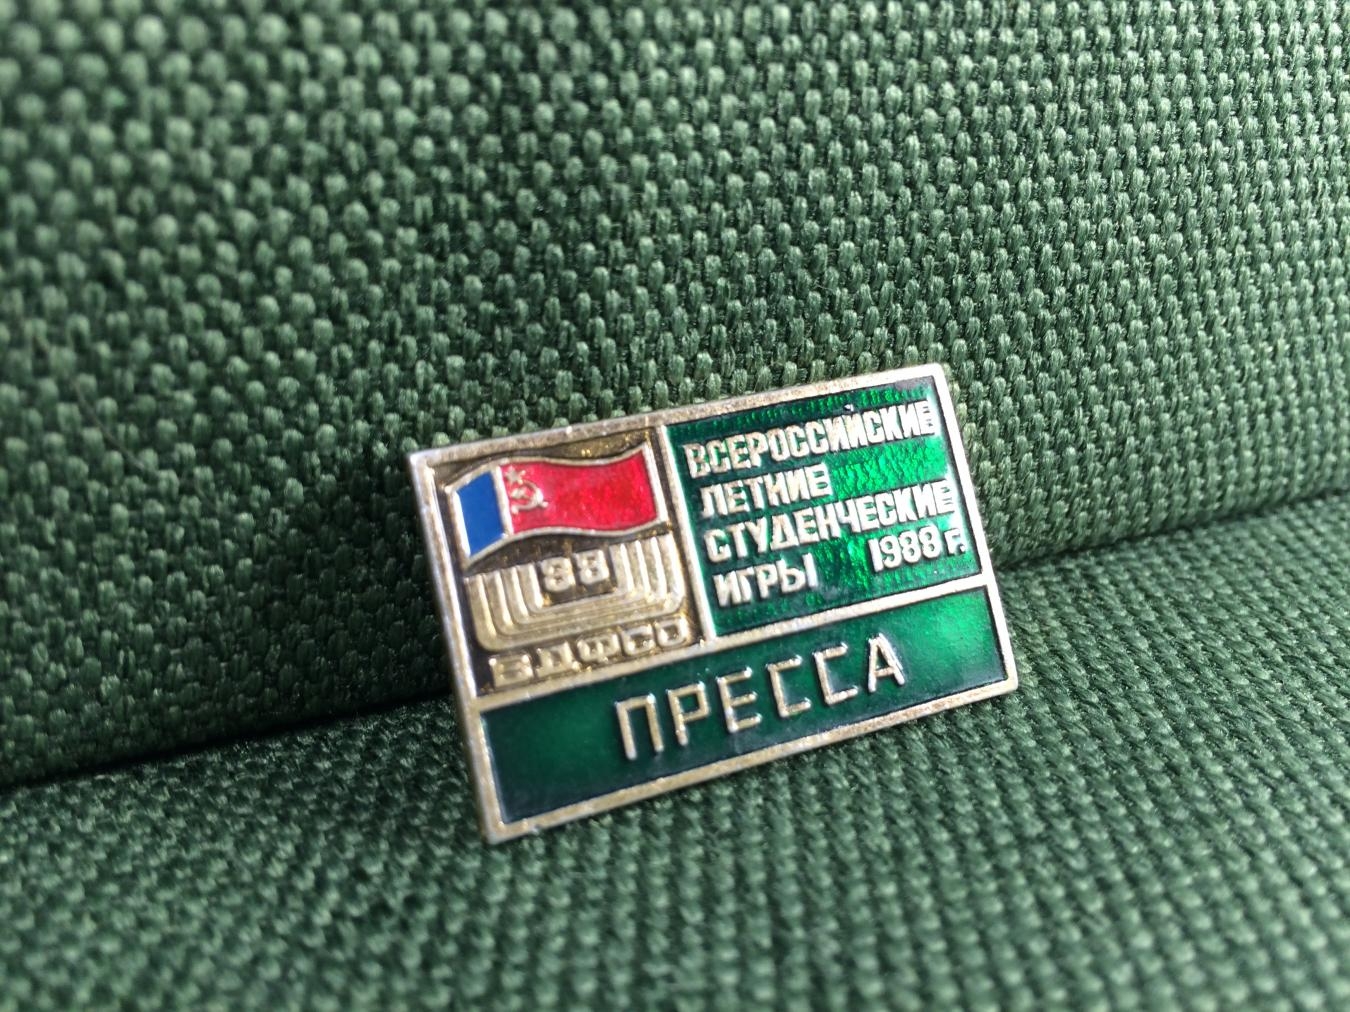 ВСЕРОССИЙСКИЕ
ЛЕТНИЕ
СТУДЕНЧЕСКИЕ
ИГРЫ 1988 г.
88
ВДФСО
ПРЕССА